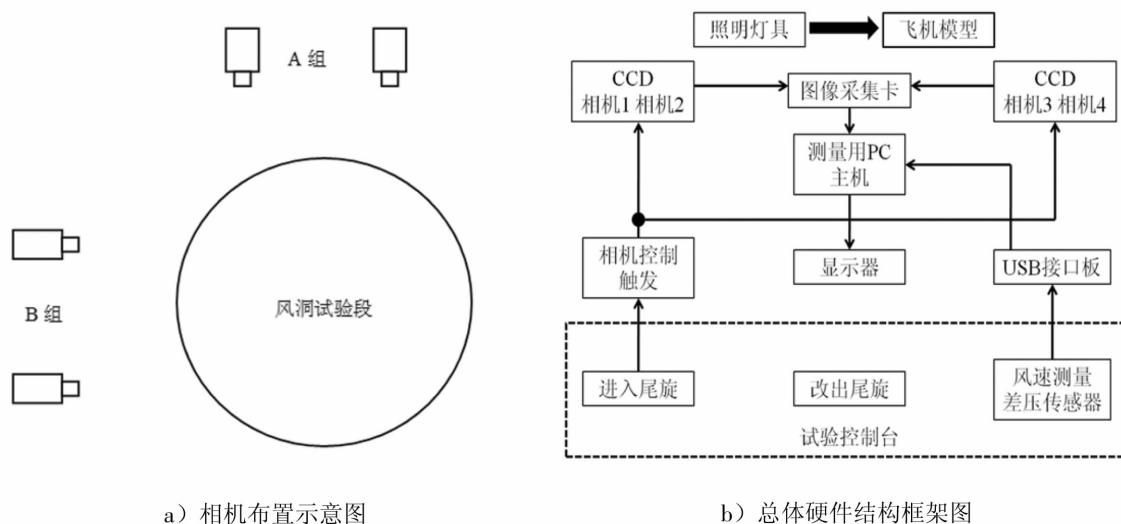 A 组
B 组
风洞试验段
a）相机布置示意图
照明灯具
飞机模型
CCD
相机1 相机2
图像采集卡
CCD
相机3 相机4
测量用PC
主机
相机控制
触发
显示器
USB接口板
进入尾旋
改出尾旋
风速测量
差压传感器
试验控制台
b）总体硬件结构框架图